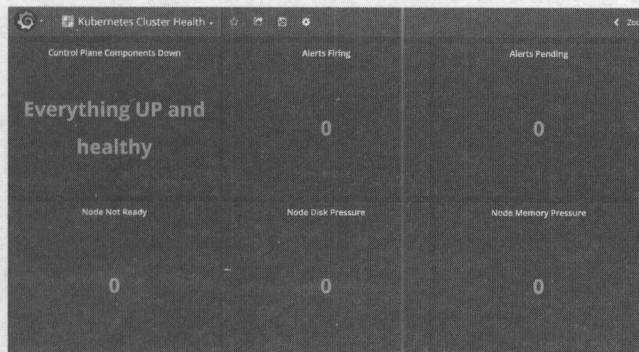 Kubernetes Cluster Health
Control Plane Components Down
Alerts Firing
Alerts Pending
Everything UP and
healthy
0
0
Node Not Ready
Node Disk Pressure
Node Memory Pressure
0
0
0